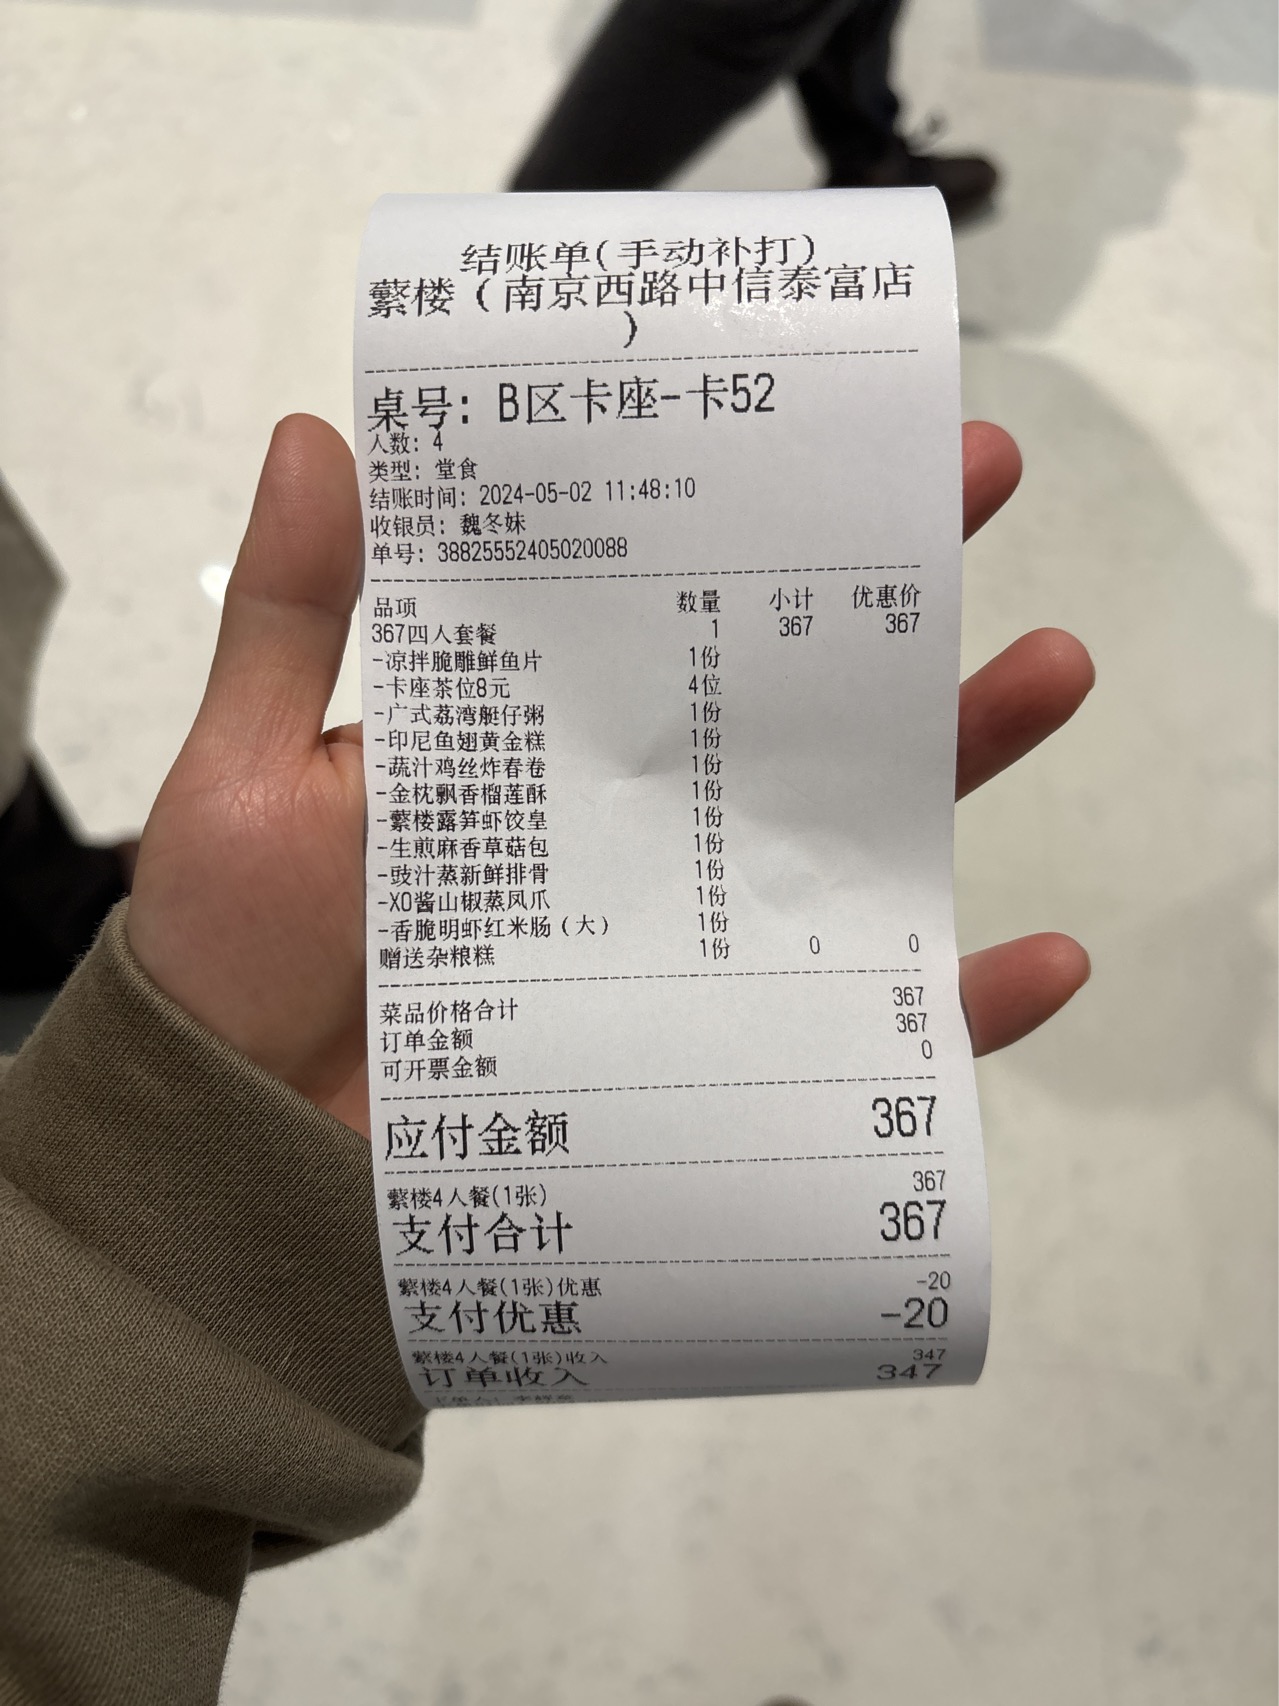 结账单(手动补打)
蘩楼（南京西路中信泰富店
）
桌号: B区卡座-卡52
人数: 4
类型: 堂食
结账时间: 2024-05-02 11:48:10
收银员: 魏冬妹
单号: 38825552405020088
品项 数量 小计 优惠价
367四人套餐 1 367 367
-凉拌脆雕鲜鱼片 1份
-卡座茶位8元 4位
-广式荔湾艇仔粥 1份
-印尼鱼翅黄金糕 1份
-蔬汁鸡丝炸春卷 1份
-金枕飘香榴莲酥 1份
-蘩楼露笋虾饺皇 1份
-生煎麻香草菇包 1份
-豉汁蒸新鲜排骨 1份
-XO酱山椒蒸凤爪 1份
-香脆明虾红米肠（大） 1份
赠送杂粮糕 1份 0 0
菜品价格合计 367
订单金额 367
可开票金额 0
应付金额 367
蘩楼4人餐(1张) 367
支付合计 367
蘩楼4人餐(1张)优惠 -20
支付优惠 -20
蘩楼4人餐(1张)收入 347
订单收入 347